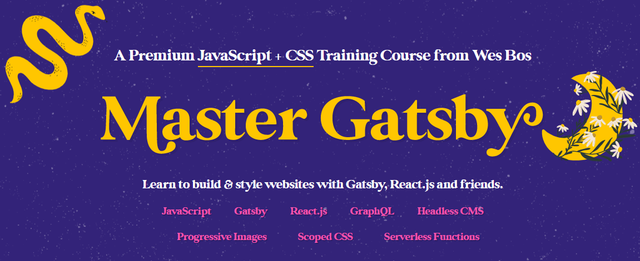 A Premium JavaScript + CSS Training Course from Wes Bos
Master Gatsby
Learn to build & style websites with Gatsby, React.js and friends.
JavaScript Gatsby React.js GraphQL Headless CMS
Progressive Images Scoped CSS Serverless Functions